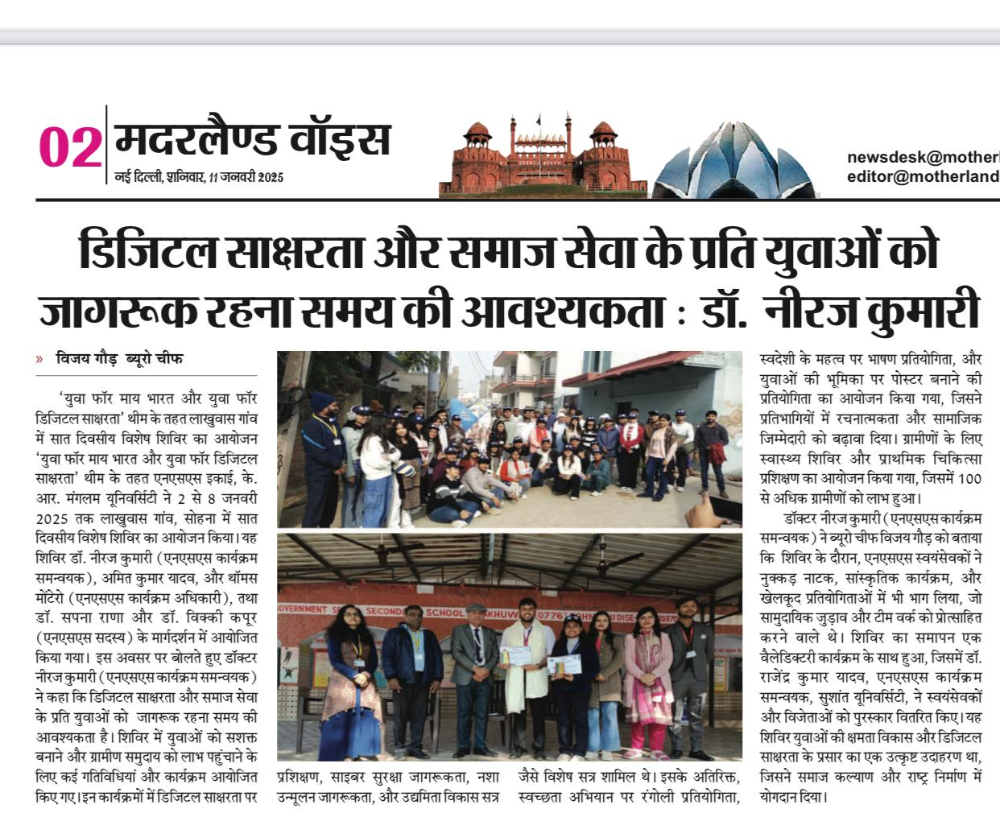 02
मदरलैण्ड वॉइस
नई दिल्ली, शनिवार, 11 जनवरी 2025
newsdesk@mother
editor@motherland
डिजिटल साक्षरता और समाज सेवा के प्रति युवाओं को
जागरूक रहना समय की आवश्यकता : डॉ. नीरज कुमारी
» विजय गौड़ ब्यूरो चीफ
‘युवा फॉर माय भारत और युवा फॉर
डिजिटल साक्षरता’ थीम के तहत लाखुवास गांव
में सात दिवसीय विशेष शिविर का आयोजन
‘युवा फॉर माय भारत और युवा फॉर डिजिटल
साक्षरता’ थीम के तहत एनएसएस इकाई, के.
आर. मंगलम यूनिवर्सिटी ने 2 से 8 जनवरी
2025 तक लाखुवास गांव, सोहना में सात
दिवसीय विशेष शिविर का आयोजन किया। यह
शिविर डॉ. नीरज कुमारी (एनएसएस कार्यक्रम
समन्वयक), अमित कुमार यादव, और थॉमस
मोंटेरो (एनएसएस कार्यक्रम अधिकारी), तथा
डॉ. सपना राणा और डॉ. विक्की कपूर
(एनएसएस सदस्य) के मार्गदर्शन में आयोजित
किया गया। इस अवसर पर बोलते हुए डॉक्टर
नीरज कुमारी (एनएसएस कार्यक्रम समन्वयक)
ने कहा कि डिजिटल साक्षरता और समाज सेवा
के प्रति युवाओं को जागरूक रहना समय की
आवश्यकता है। शिविर में युवाओं को सशक्त
बनाने और ग्रामीण समुदाय को लाभ पहुंचाने के
लिए कई गतिविधियां और कार्यक्रम आयोजित
किए गए। इन कार्यक्रमों में डिजिटल साक्षरता पर
GOVERNMENT SECONDARY SCHOOL
प्रशिक्षण, साइबर सुरक्षा जागरूकता, नशा
उन्मूलन जागरूकता, और उद्यमिता विकास सत्र
जैसे विशेष सत्र शामिल थे। इसके अतिरिक्त,
स्वच्छता अभियान पर रंगोली प्रतियोगिता,
स्वदेशी के महत्व पर भाषण प्रतियोगिता, और
युवाओं की भूमिका पर पोस्टर बनाने की
प्रतियोगिता का आयोजन किया गया, जिसने
प्रतिभागियों में रचनात्मकता और सामाजिक
जिम्मेदारी को बढ़ावा दिया। ग्रामीणों के लिए
स्वास्थ्य शिविर और प्राथमिक चिकित्सा
प्रशिक्षण का आयोजन किया गया, जिसमें 100
से अधिक ग्रामीणों को लाभ हुआ।
डॉक्टर नीरज कुमारी (एनएसएस कार्यक्रम
समन्वयक) ने ब्यूरो चीफ विजय गौड़ को बताया
कि शिविर के दौरान, एनएसएस स्वयंसेवकों ने
नुक्कड़ नाटक, सांस्कृतिक कार्यक्रम, और
खेलकूद प्रतियोगिताओं में भी भाग लिया, जो
सामुदायिक जुड़ाव और टीम वर्क को प्रोत्साहित
करने वाले थे। शिविर का समापन एक
वैलेडिक्टरी कार्यक्रम के साथ हुआ, जिसमें डॉ.
राजेंद्र कुमार यादव, एनएसएस कार्यक्रम
समन्वयक, सुशांत यूनिवर्सिटी, ने स्वयंसेवकों
और विजेताओं को पुरस्कार वितरित किए। यह
शिविर युवाओं की क्षमता विकास और डिजिटल
साक्षरता के प्रसार का एक उत्कृष्ट उदाहरण था,
जिसने समाज कल्याण और राष्ट्र निर्माण में
योगदान दिया।